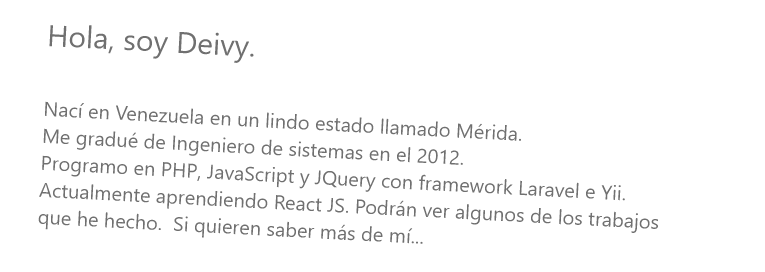 Hola, soy Deivy.
Nací en Venezuela en un lindo estado llamado Mérida.
Me gradué de Ingeniero de sistemas en el 2012.
Programo en PHP, JavaScript y JQuery con framework Laravel e Yii.
Actualmente aprendiendo React JS. Podrán ver algunos de los trabajos
que he hecho.  Si quieren saber más de mí...